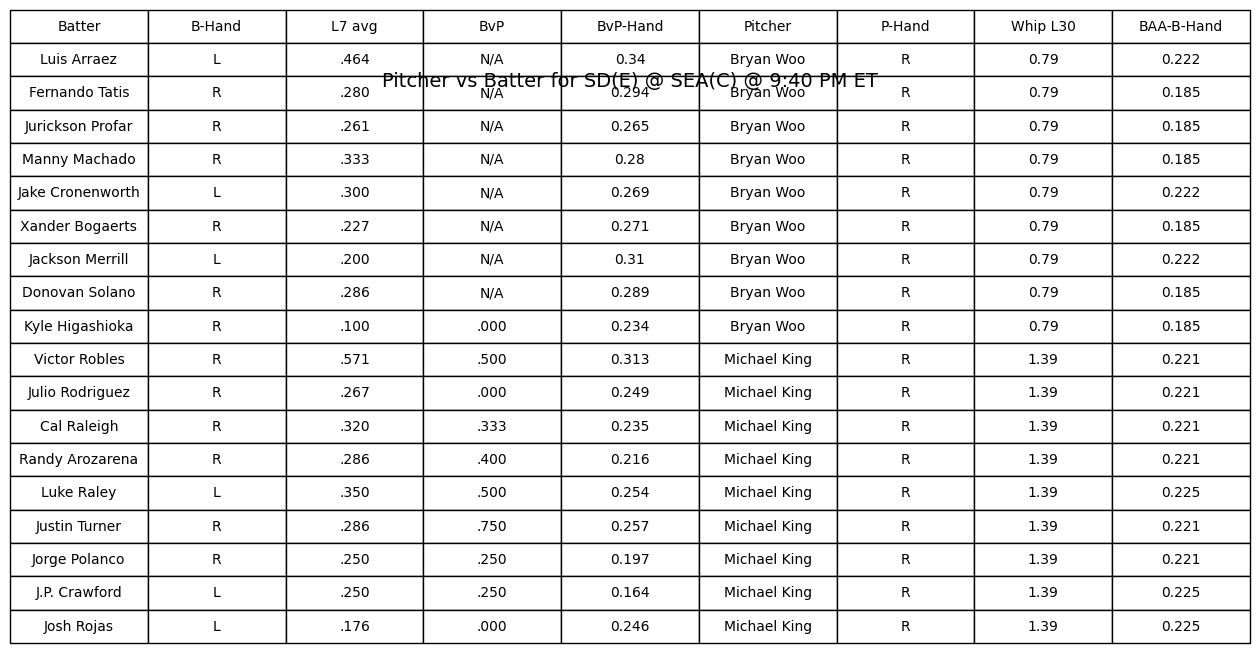 Batter B-Hand L7 avg BvP BvP-Hand Pitcher P-Hand Whip L30 BAA-B-Hand
Luis Arraez L .464 N/A 0.34 Bryan Woo R 0.79 0.222
Pitcher vs Batter for SD(E) @ SEA(C) @ 9:40 PM ET
Fernando Tatis R .280 N/A 0.294 Bryan Woo R 0.79 0.185
Jurickson Profar R .261 N/A 0.265 Bryan Woo R 0.79 0.185
Manny Machado R .333 N/A 0.28 Bryan Woo R 0.79 0.185
Jake Cronenworth L .300 N/A 0.269 Bryan Woo R 0.79 0.222
Xander Bogaerts R .227 N/A 0.271 Bryan Woo R 0.79 0.185
Jackson Merrill L .200 N/A 0.31 Bryan Woo R 0.79 0.222
Donovan Solano R .286 N/A 0.289 Bryan Woo R 0.79 0.185
Kyle Higashioka R .100 .000 0.234 Bryan Woo R 0.79 0.185
Victor Robles R .571 .500 0.313 Michael King R 1.39 0.221
Julio Rodriguez R .267 .000 0.249 Michael King R 1.39 0.221
Cal Raleigh R .320 .333 0.235 Michael King R 1.39 0.221
Randy Arozarena R .286 .400 0.216 Michael King R 1.39 0.221
Luke Raley L .350 .500 0.254 Michael King R 1.39 0.225
Justin Turner R .286 .750 0.257 Michael King R 1.39 0.221
Jorge Polanco R .250 .250 0.197 Michael King R 1.39 0.221
J.P. Crawford L .250 .250 0.164 Michael King R 1.39 0.225
Josh Rojas L .176 .000 0.246 Michael King R 1.39 0.225